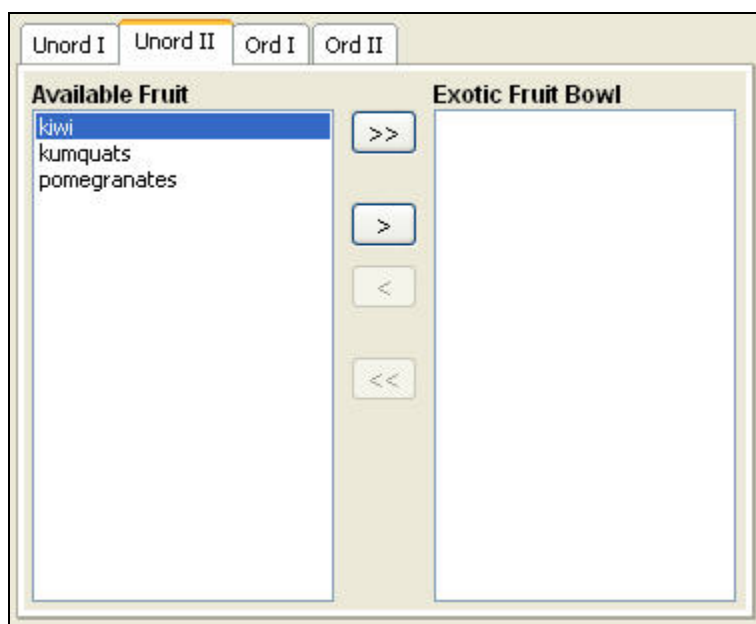 Unord I Unord II Ord I Ord II
Available Fruit Exotic Fruit Bowl
kiwi >>
kumquats
pomegranates
>
<
<<